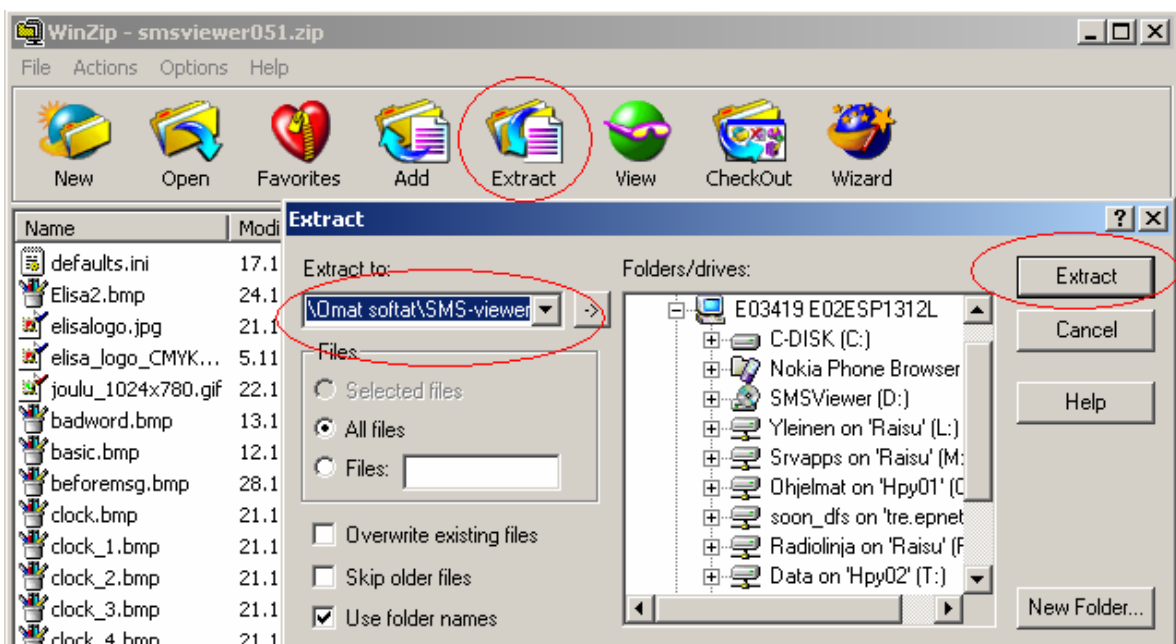 WinZip - smsviewer051.zip
File Actions Options Help
New Open Favorites Add Extract View CheckOut Wizard
Name Modi
defaults.ini 17.1
Elisa2.bmp 24.1
elisalogo.jpg 21.1
elisa_logo_CMYK... 5.11
joulu_1024x780.gif 22.1
badword.bmp 13.1
basic.bmp 12.1
beforemsg.bmp 28.1
clock.bmp 21.1
clock_1.bmp 21.1
clock_2.bmp 21.1
clock_3.bmp 21.1
clock_4.bmp 21.1
Extract
Extract to:
\Omat softat\SMS-viewer
->
Files
Selected files
All files
Files:
Overwrite existing files
Skip older files
Use folder names
Folders/drives:
E03419 E02ESP1312L
C-DISK (C:)
Nokia Phone Browser
SMSViewer (D:)
Yleinen on 'Raisu' (L:)
Srvapps on 'Raisu' (M:
Ohjelmat on 'Hpy01' (O
soon_dfs on 'tre.epnet
Radiolinja on 'Raisu' (F
Data on 'Hpy02' (T:)
Extract
Cancel
Help
New Folder...